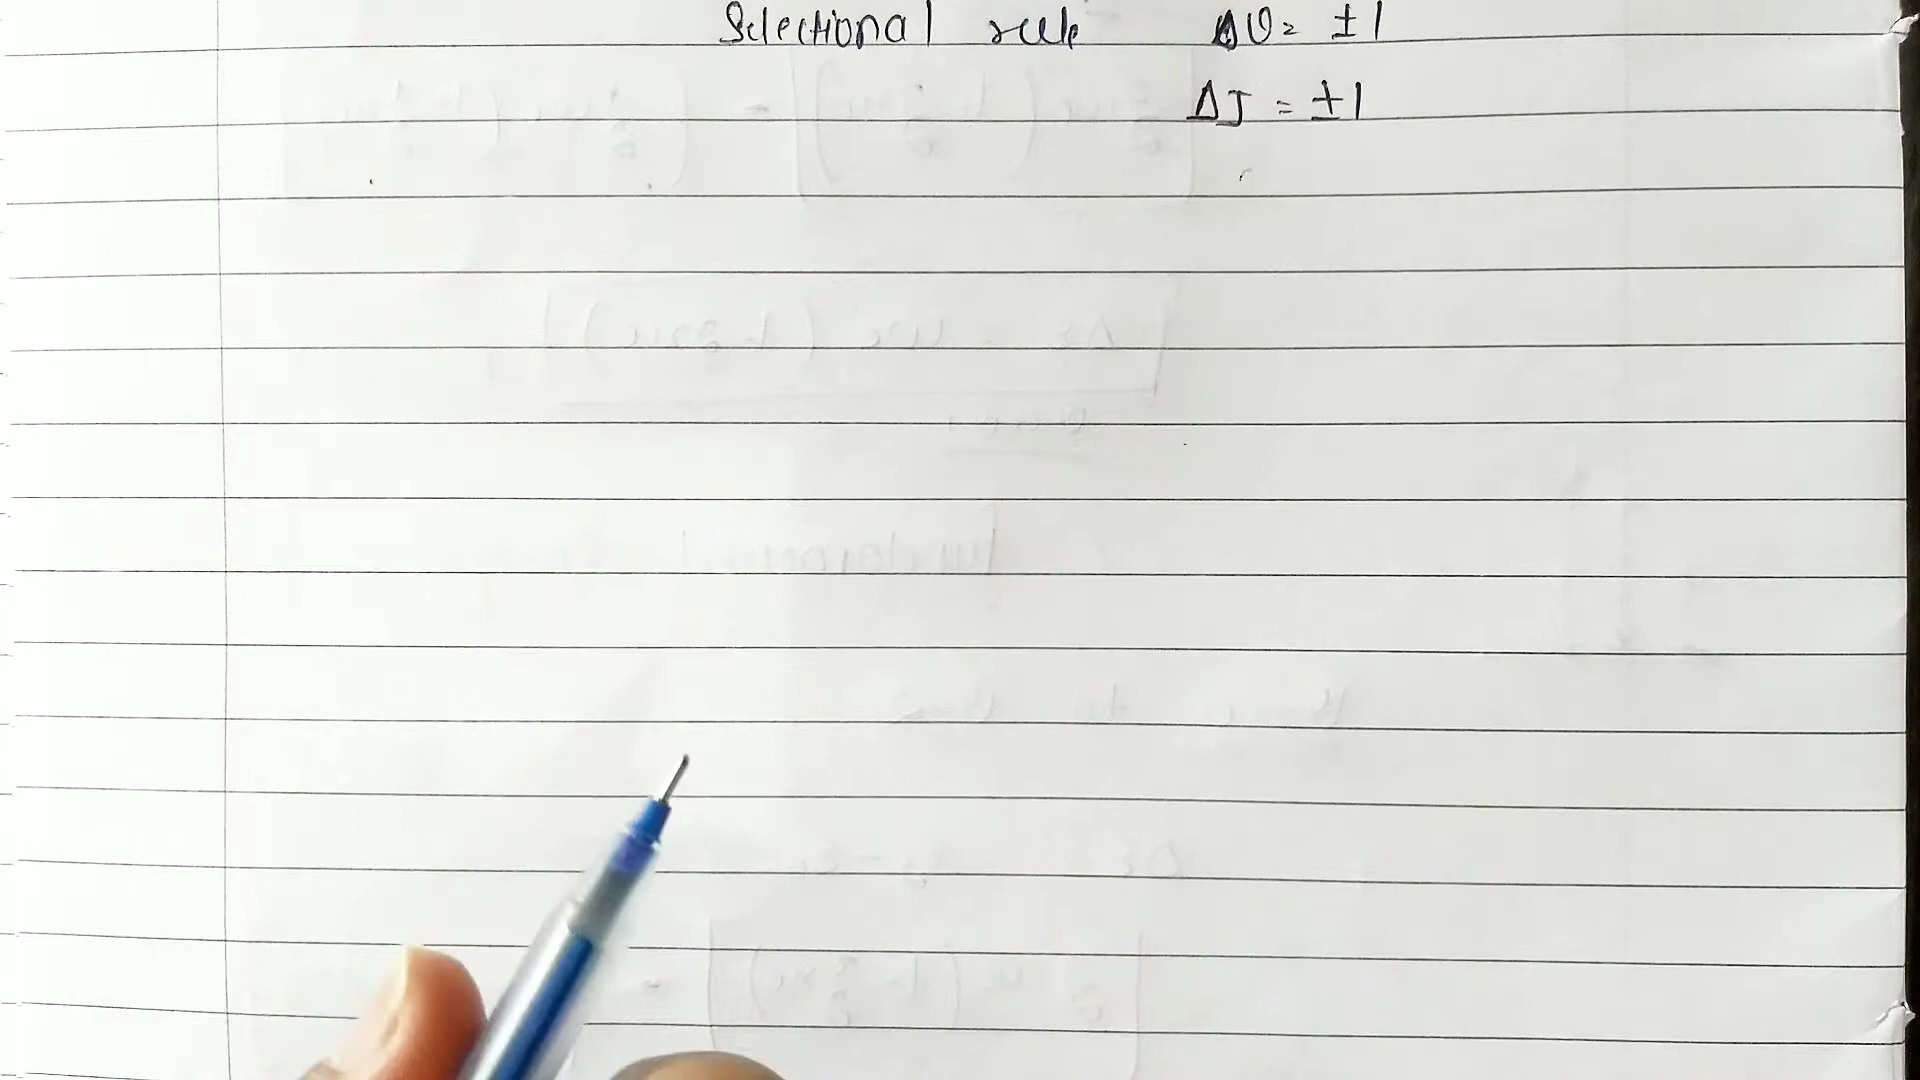 Selectional rule Δυ= ±1
ΔJ = ±1